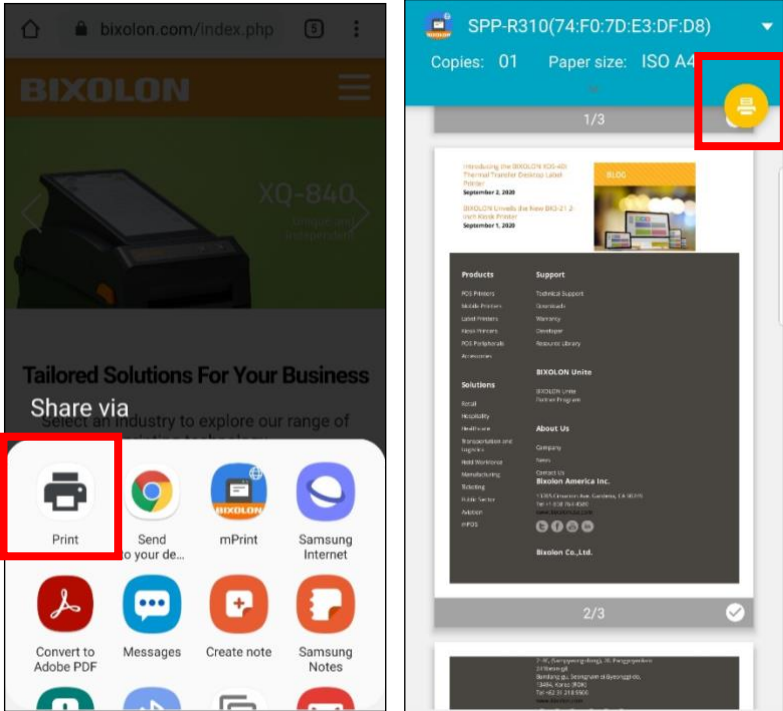 bixolon.com/index.php
5
BIXOLON
XQ-840
Tailored Solutions For Your Business
Share via
Select an industry to explore our range of
Print
Send
to your de...
mPrint
BIXOLON
Samsung
Internet
Convert to
Adobe PDF
Messages
Create note
Samsung
Notes
SPP-R310(74:F0:7D:E3:DF:D8)
Copies: 01 Paper size: ISO A4
1/3
Introducing the BIXOLON
Thermal Transfer Desktop Label
Printer
September 2, 2020
BIXOLON Unveils the New BK3-21 2-
inch Kiosk Printer
September 1, 2020
BLOG
Products
POS Printers
Mobile Printers
Label Printers
Kiosk Printers
POS Peripherals
Accessories
Solutions
Retail
Hospitality
Healthcare
Transportation and
Logistics
Field Workforce
Manufacturing
Ticketing
Public Sector
Aviation
mPOS
Support
Technical Support
Downloads
Warranty
Developer
Resource Library
BIXOLON Unite
BIXOLON Unite
Partner Program
About Us
Company
News
Contact Us
Bixolon America Inc.
Bixolon Co.,Ltd.
2/3